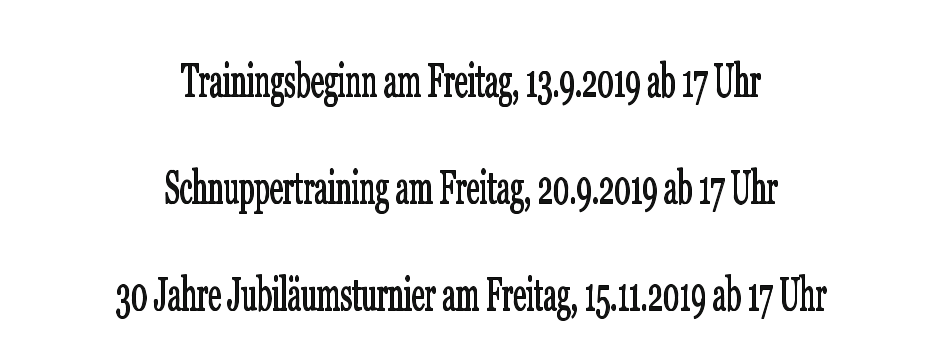 Trainingsbeginn am Freitag, 13.9.2019 ab 17 Uhr
Schnuppertraining am Freitag, 20.9.2019 ab 17 Uhr
30 Jahre Jubiläumsturnier am Freitag, 15.11.2019 ab 17 Uhr